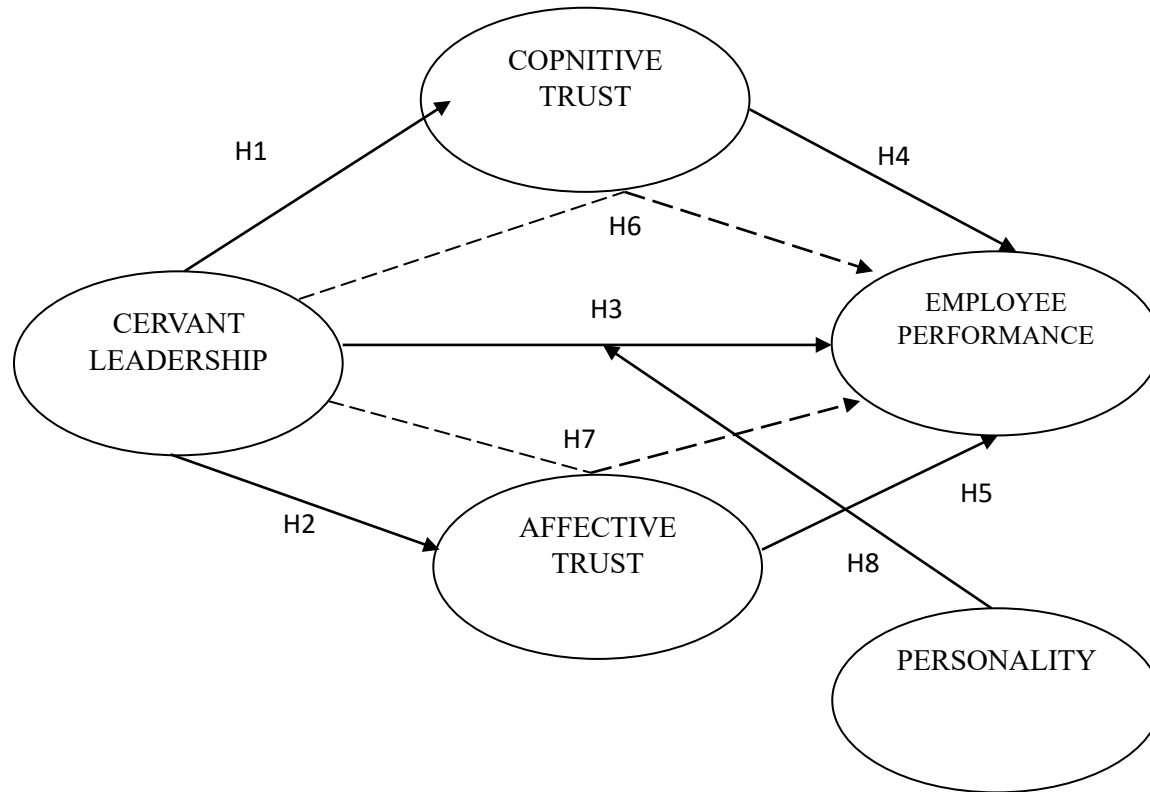 COPNITIVE
TRUST
H1
H4
H6
CERVANT
LEADERSHIP
H3
EMPLOYEE
PERFORMANCE
H7
H2
AFFECTIVE
TRUST
H5
H8
PERSONALITY